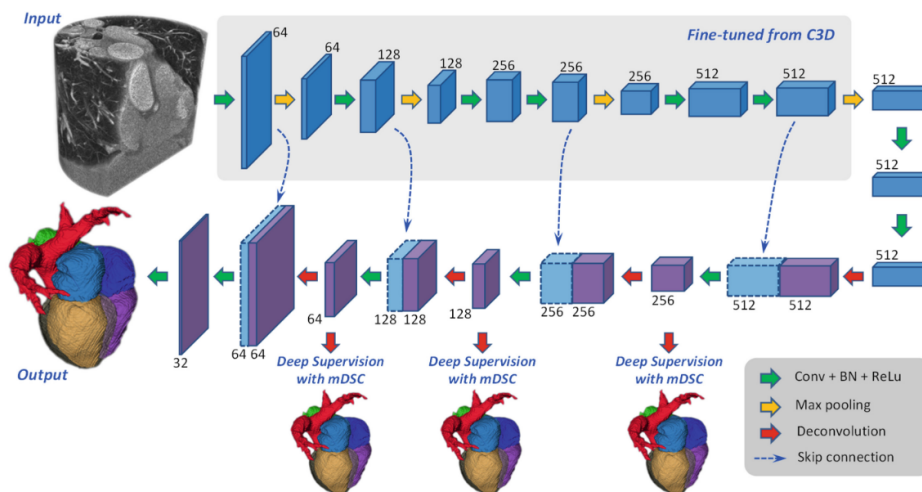 Input
Fine-tuned from C3D
64
64
128
128
256
256
256
512
512
512
512
512
64 64
32
64
128 128
128
256 256
256
512 512
Output
Deep Supervision
with mDSC
Deep Supervision
with mDSC
Deep Supervision
with mDSC
Conv + BN + ReLu
Max pooling
Deconvolution
Skip connection